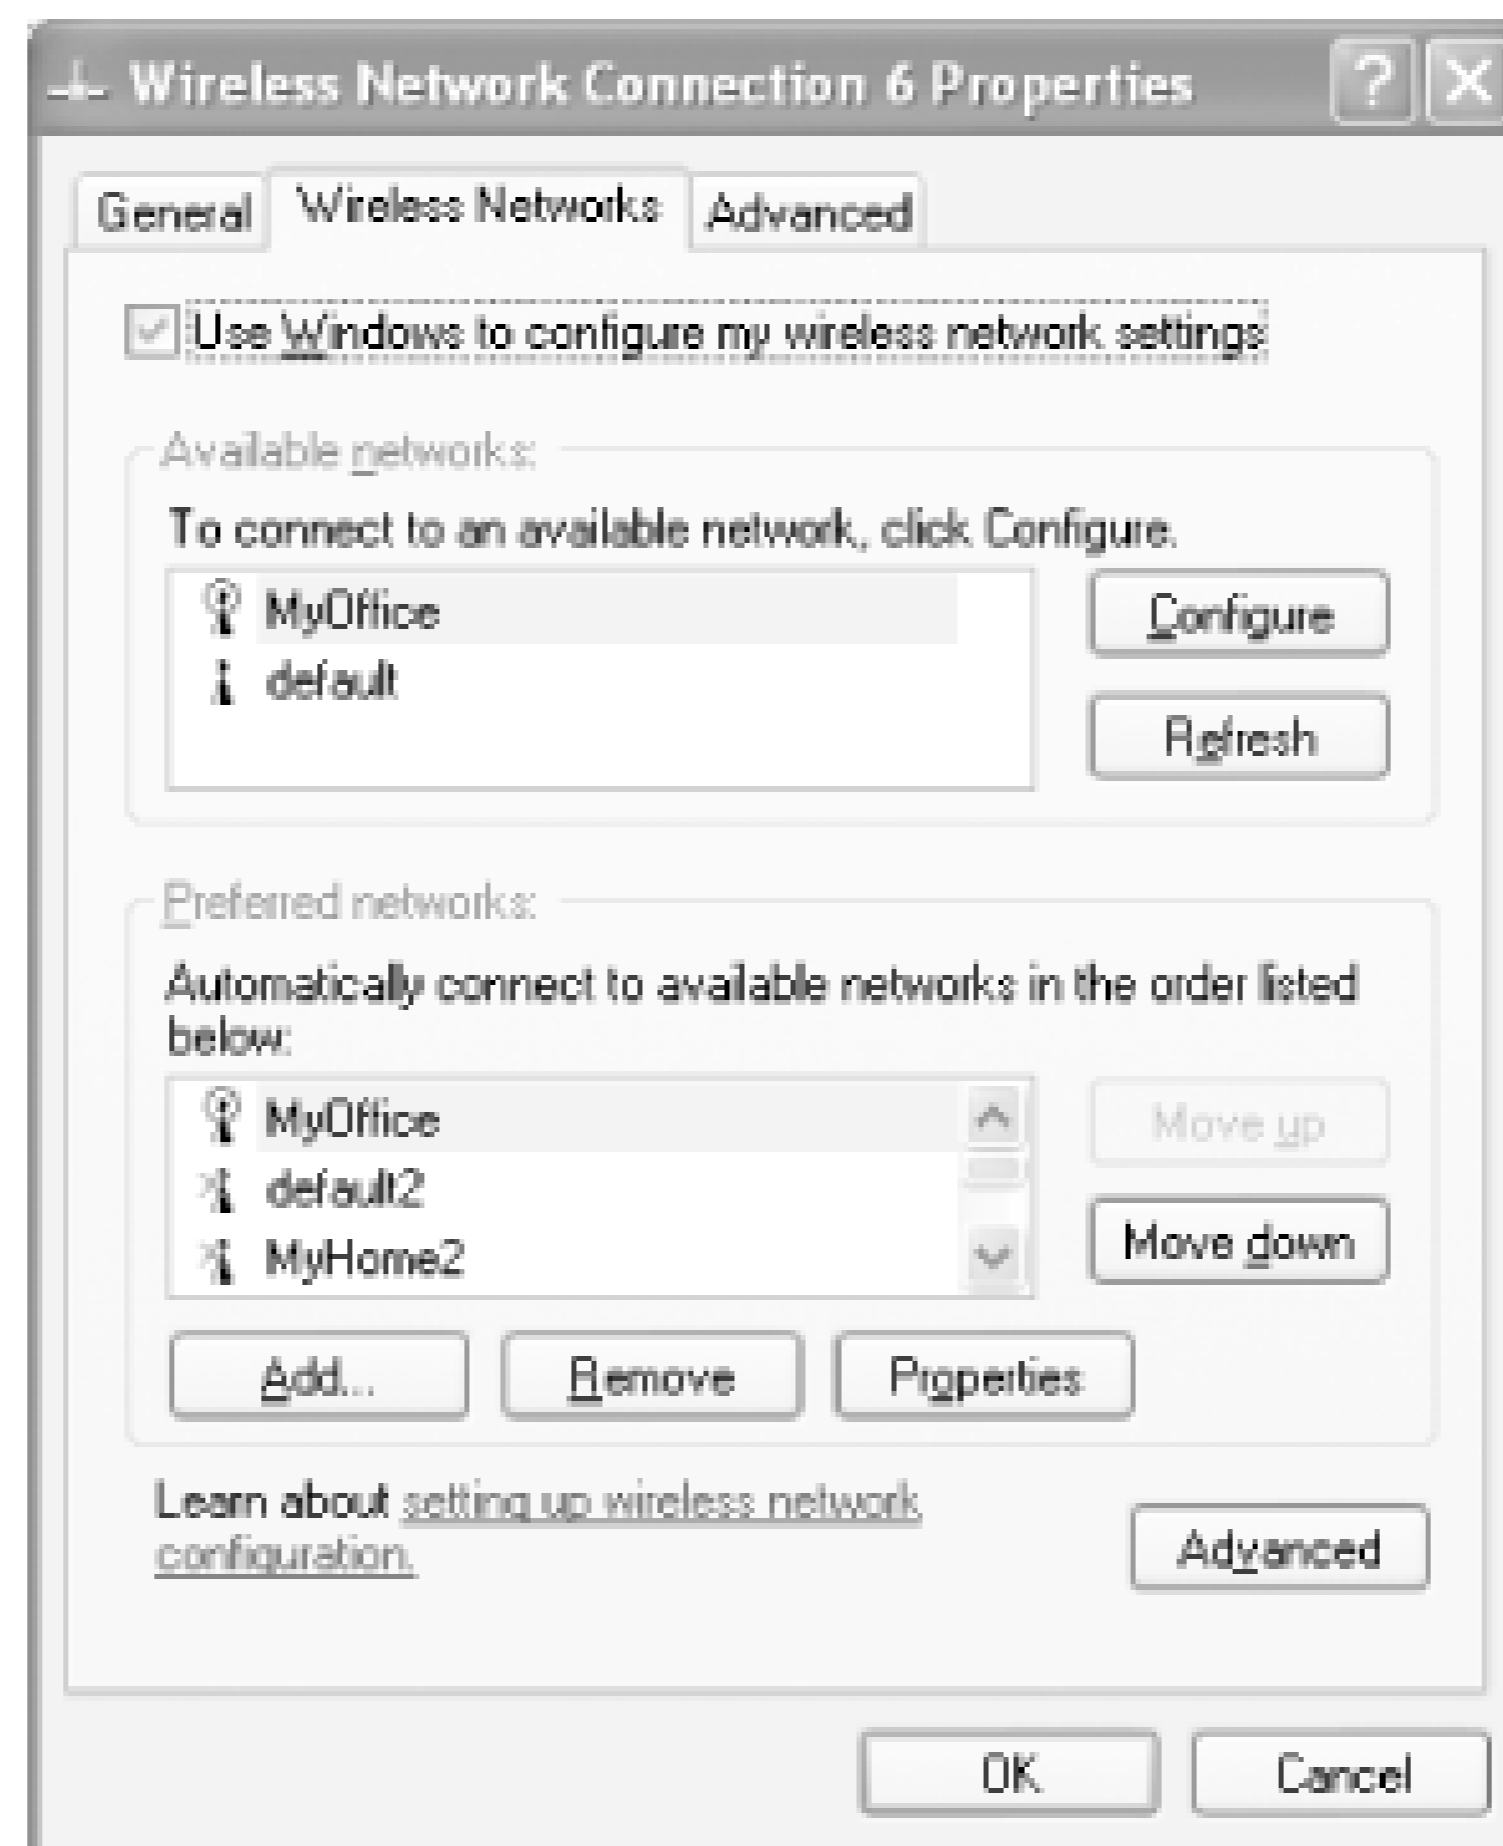 Wireless Network Connection 6 Properties
General Wireless Networks Advanced
Use Windows to configure my wireless network settings
Available networks:
To connect to an available network, click Configure.
MyOffice
default
Configure
Refresh
Preferred networks:
Automatically connect to available networks in the order listed
below:
MyOffice
default2
MyHome2
Move up
Move down
Add... Remove Properties
Learn about setting up wireless network
configuration.
Advanced
OK Cancel